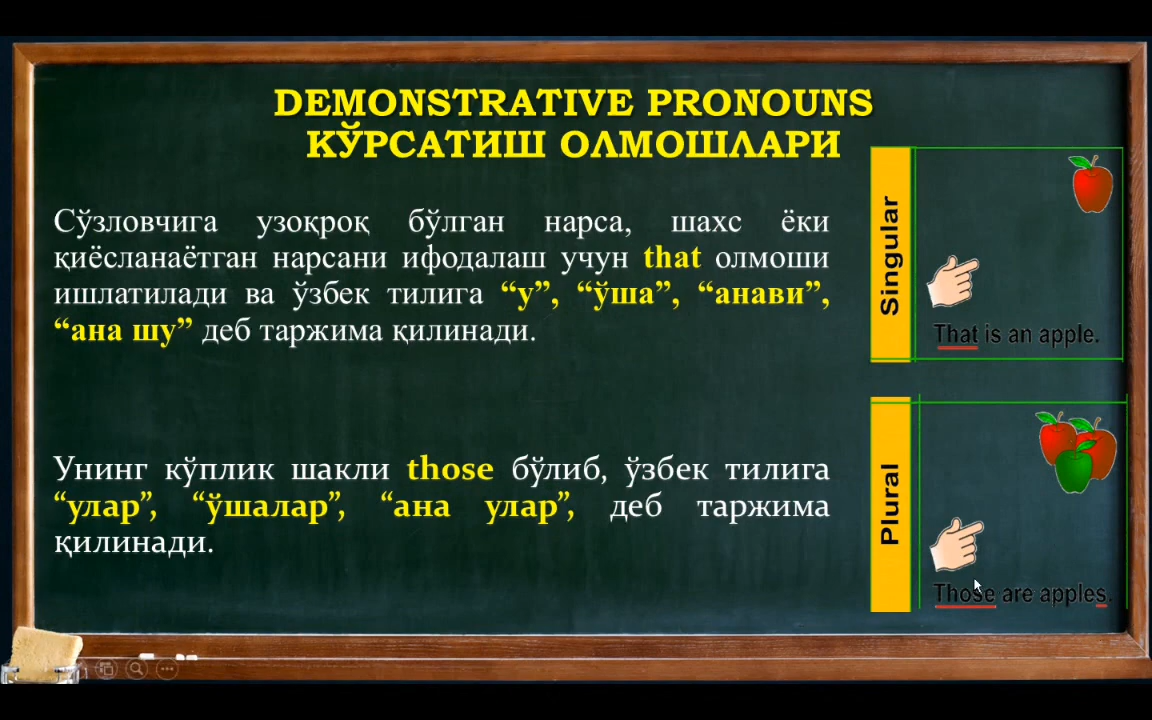 DEMONSTRATIVE PRONOUNS
КЎРСАТИШ ОЛМОШЛАРИ
Сўзловчига узоқроқ бўлган нарса, шахс ёки
қиёсланаётган нарсани ифодалаш учун that олмоши
ишлатилади ва ўзбек тилига “у”, “ўша”, “анави”,
“ана шу” деб таржима қилинади.
Singular
That is an apple.
Унинг кўплик шакли those бўлиб, ўзбек тилига
“улар”, “ўшалар”, “ана улар”, деб таржима
қилинади.
Plural
Those are apples.